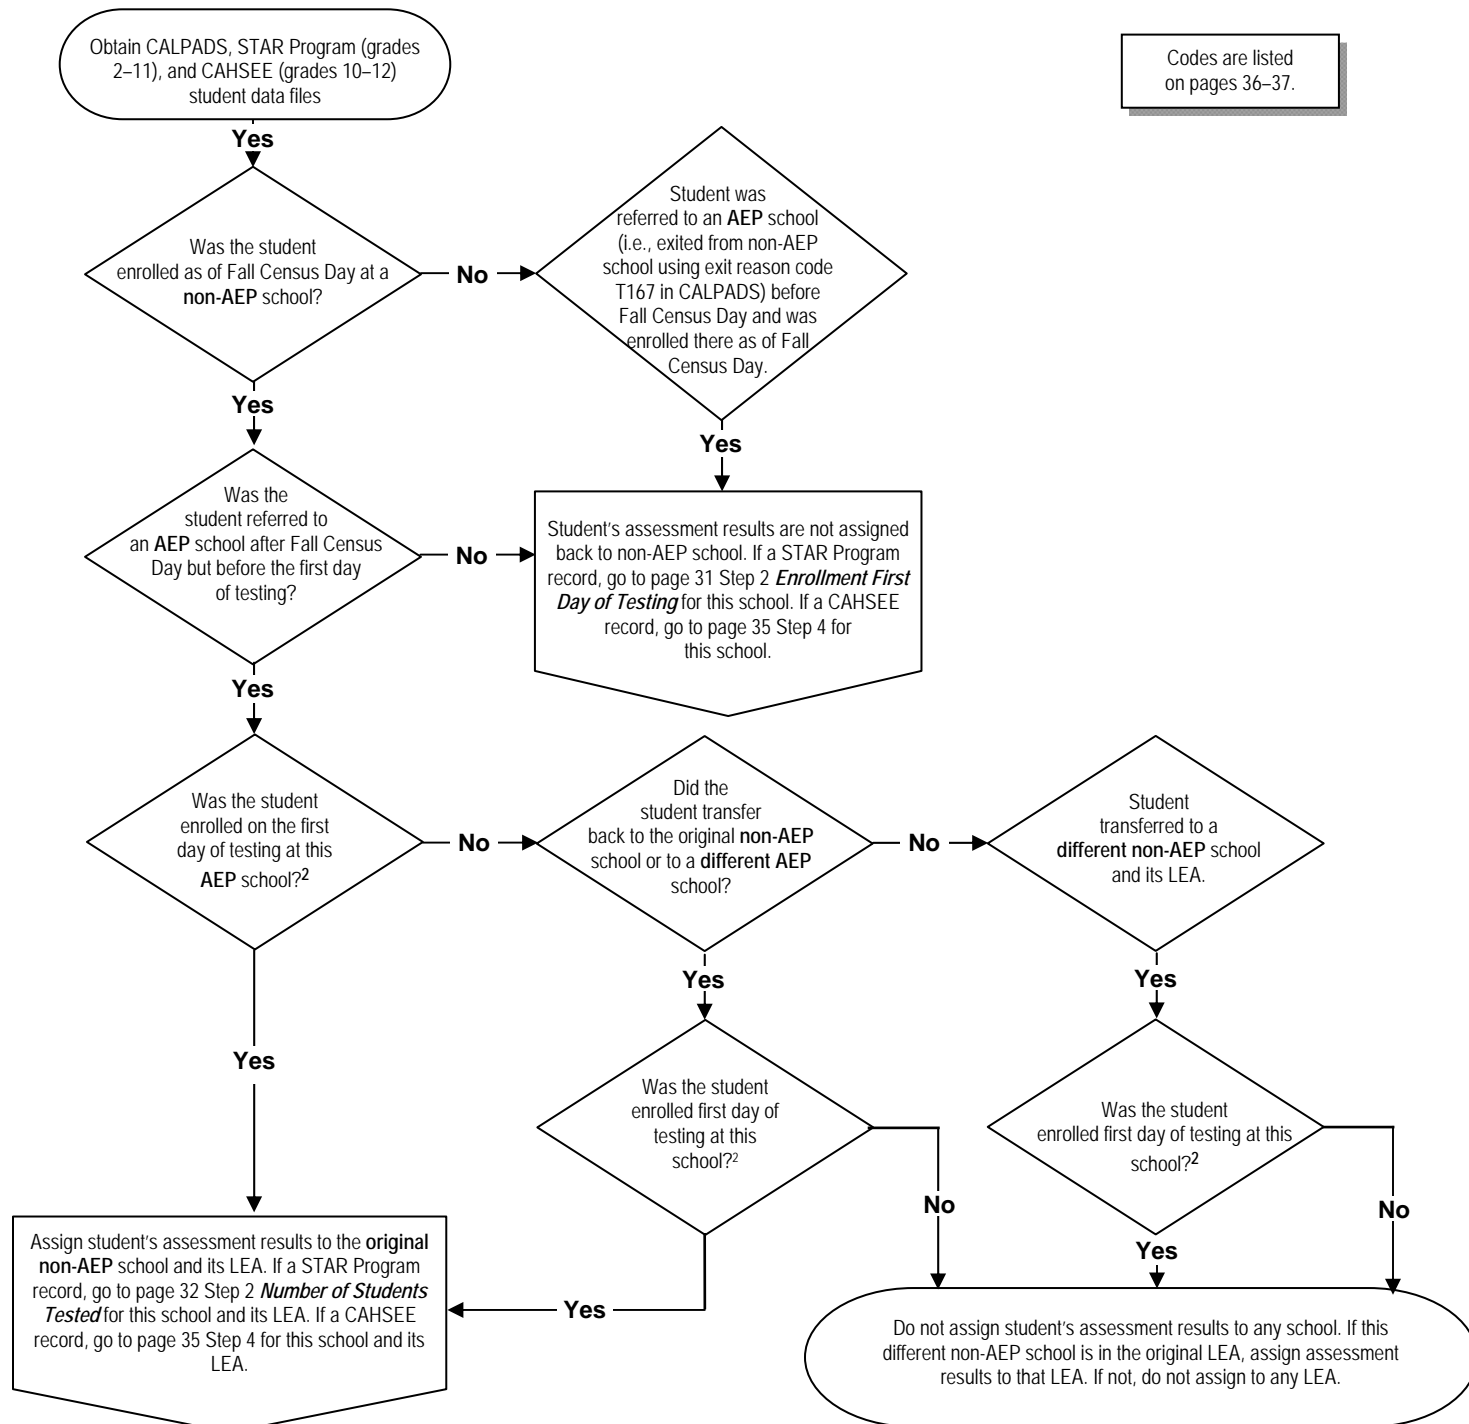 Obtain CALPADS, STAR Program (grades
2–11), and CAHSEE (grades 10–12)
student data files
Codes are listed
on pages 36–37.
Yes
Was the student
enrolled as of Fall Census Day at a
non-AEP school?
No
Student was
referred to an AEP school
(i.e., exited from non-AEP
school using exit reason code
T167 in CALPADS) before
Fall Census Day and was
enrolled there as of Fall
Census Day.
Yes
Yes
Was the
student referred to
an AEP school after Fall Census
Day but before the first day
of testing?
No
Student’s assessment results are not assigned
back to non-AEP school. If a STAR Program
record, go to page 31 Step 2 Enrollment First
Day of Testing for this school. If a CAHSEE
record, go to page 35 Step 4 for
this school.
Yes
Was the student
enrolled on the first
day of testing at this
AEP school?2
No
Did the
student transfer
back to the original non-AEP
school or to a different AEP
school?
No
Student
transferred to a
different non-AEP school
and its LEA.
Yes
Yes
Yes
Was the student
enrolled first day of
testing at this
school?2
Was the student
enrolled first day of testing at this
school?2
No
No
Yes
Yes
Assign student’s assessment results to the original
non-AEP school and its LEA. If a STAR Program
record, go to page 32 Step 2 Number of Students
Tested for this school and its LEA. If a CAHSEE
record, go to page 35 Step 4 for this school and its
LEA.
Do not assign student’s assessment results to any school. If this
different non-AEP school is in the original LEA, assign assessment
results to that LEA. If not, do not assign to any LEA.